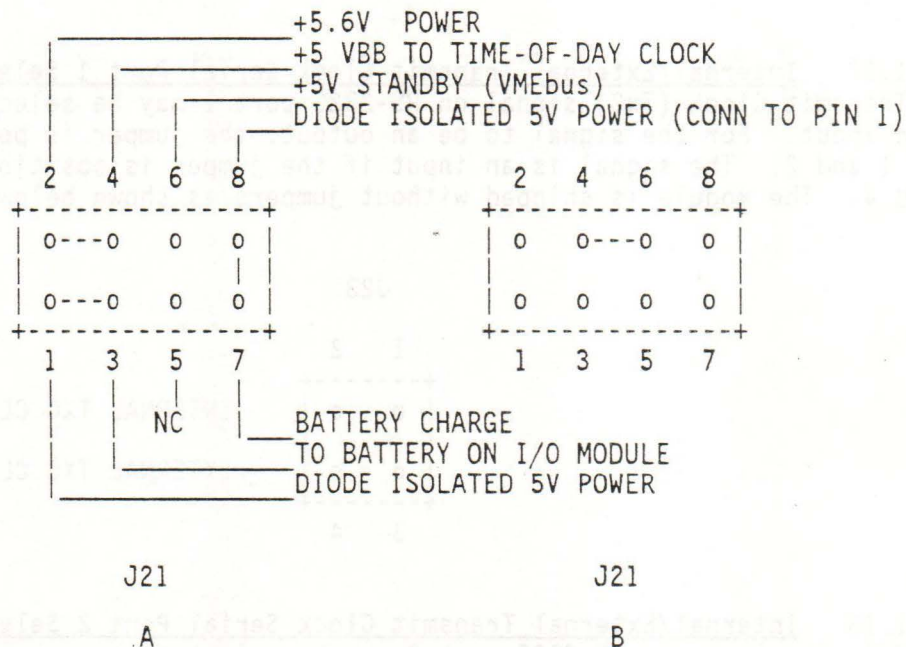 +5.6V POWER
+5 VBB TO TIME-OF-DAY CLOCK
+5V STANDBY (VMEbus)
DIODE ISOLATED 5V POWER (CONN TO PIN 1)
2 4 6 8
2 4 6 8
o---o o o
o o---o o
o---o o o
o o o o
1 3 5 7
1 3 5 7
NC
BATTERY CHARGE
TO BATTERY ON I/O MODULE
DIODE ISOLATED 5V POWER
J21
J21
A
B